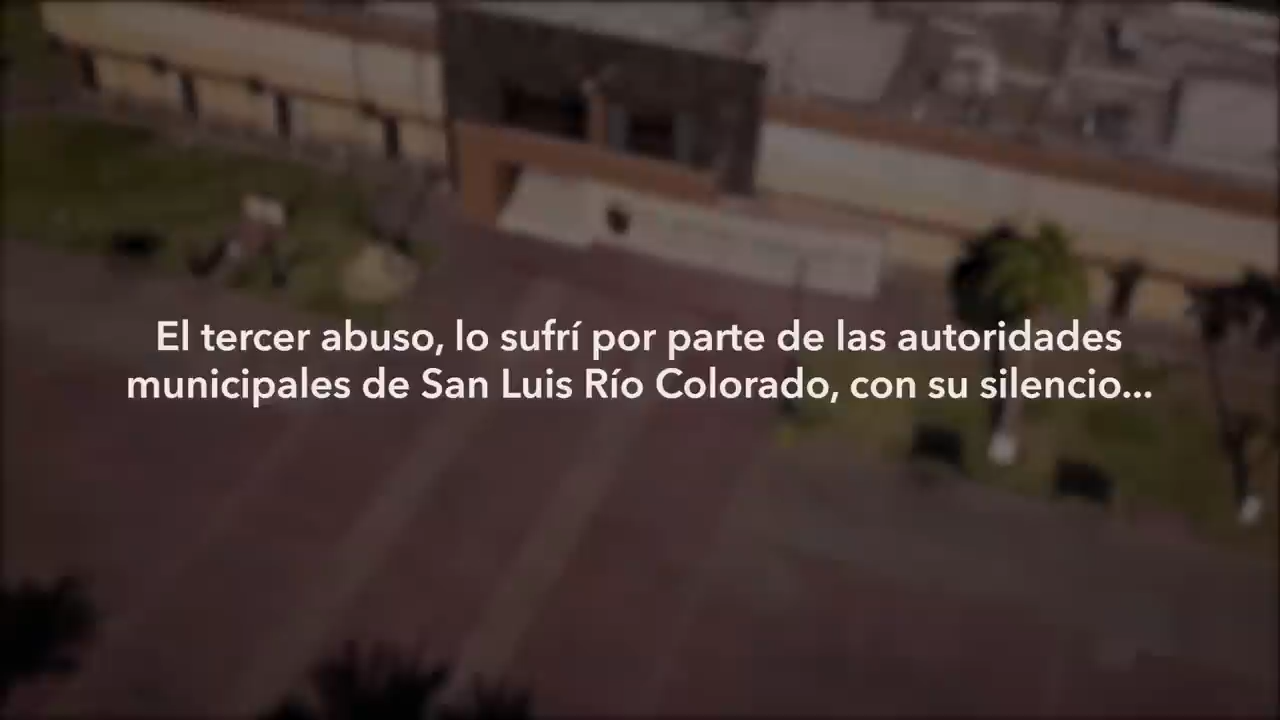 El tercer abuso, lo sufrí por parte de las autoridades
municipales de San Luis Río Colorado, con su silencio...